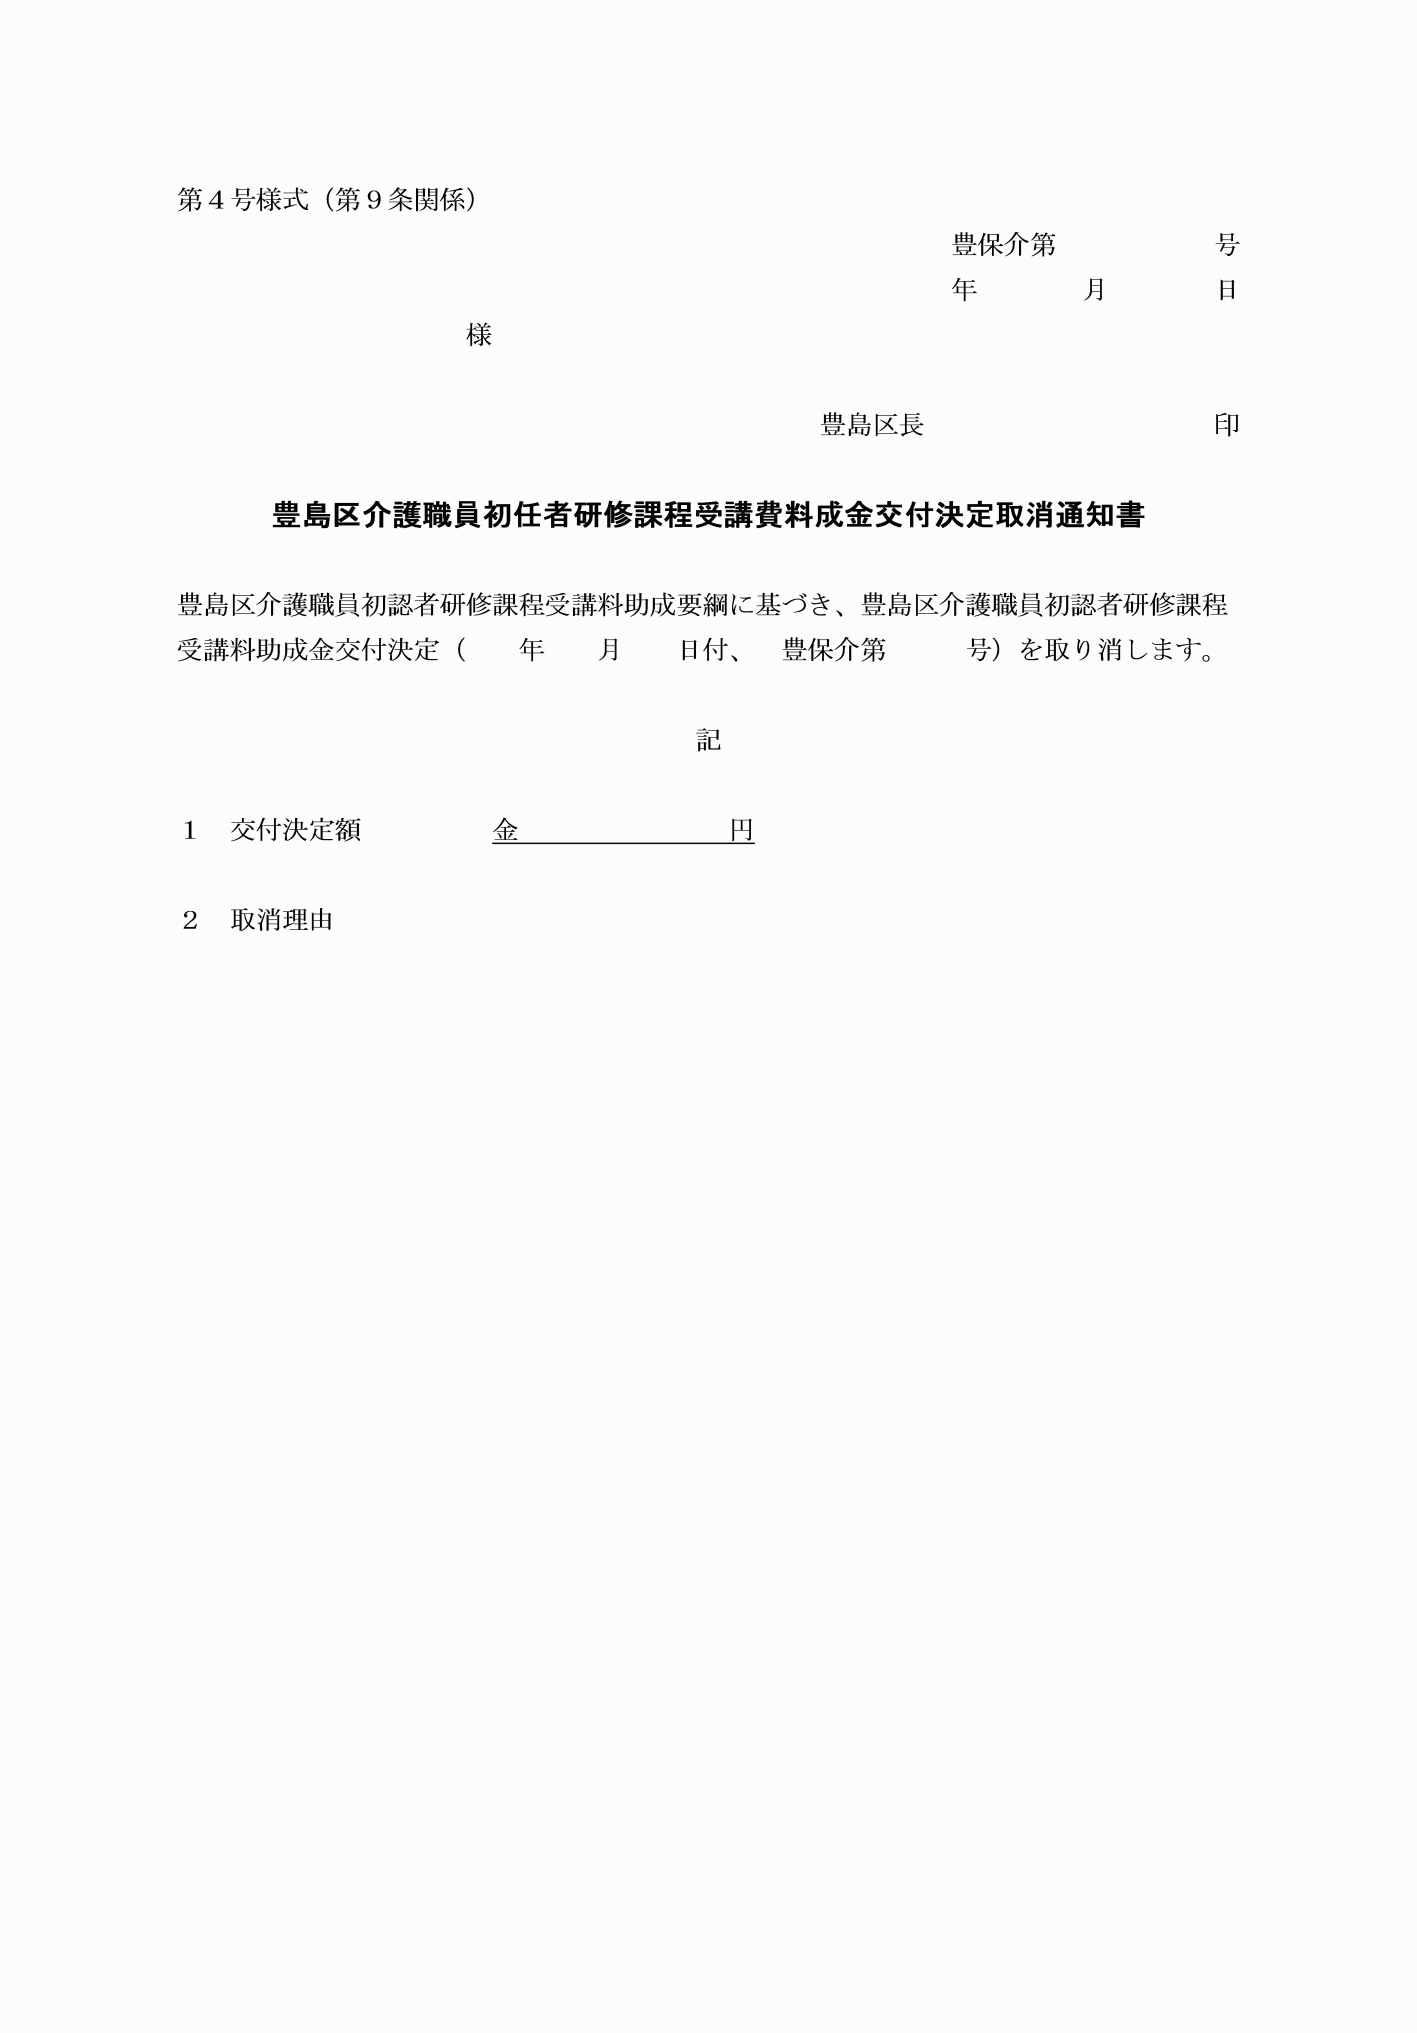 第４号様式（第９条関係）
豊保介第　　　　　　号
年　　　　月　　　　日
様
豊島区長　　　　　　　　　　　印
豊島区介護職員初任者研修課程受講費料成金交付決定取消通知書
豊島区介護職員初認者研修課程受講料助成要綱に基づき、豊島区介護職員初認者研修課程
受講料助成金交付決定（　　年　　月　　日付、　豊保介第　　　号）を取り消します。
記
１　交付決定額　　　　　金　　　　　　　　円
２　取消理由